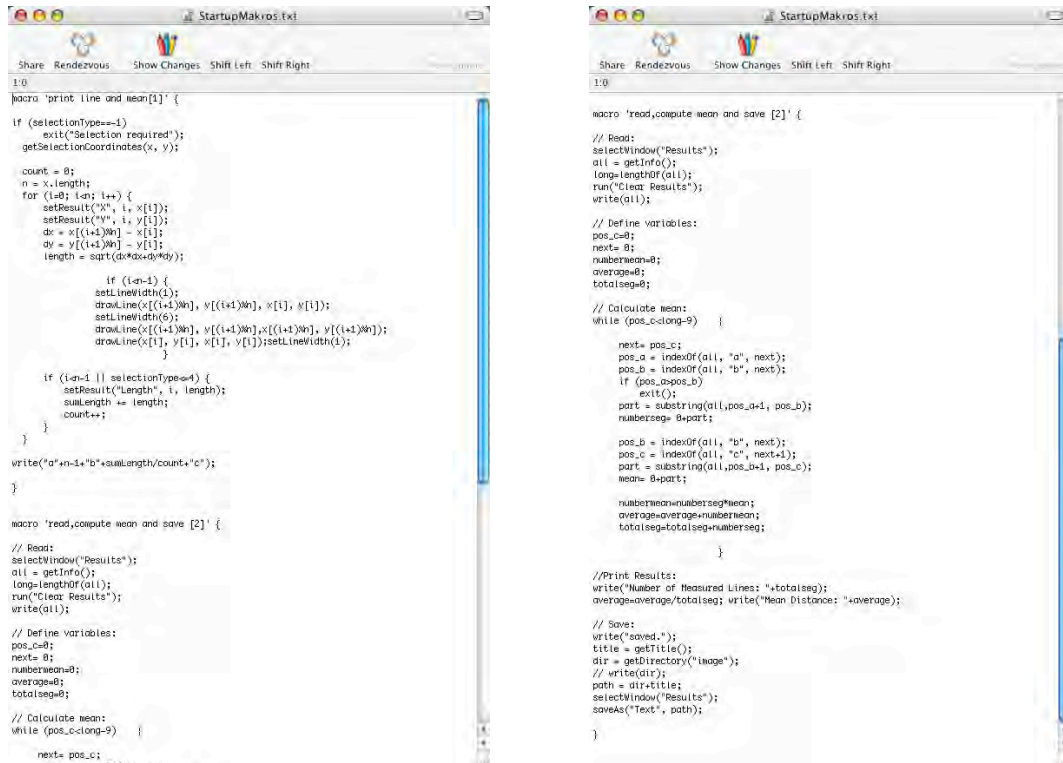 StartupMakros.txt
Share Rendezvous Show Changes Shift Left Shift Right
1:0
macro 'print line and mean[1]' {
if (selectionType==-1)
exit("Selection required");
getSelectionCoordinates(x, y);
count = 0;
n = x.length;
for (i=0; i<n; i++) {
setResult("X", i, x[i]);
setResult("Y", i, y[i]);
dx = x[(i+1)%n] - x[i];
dy = y[(i+1)%n] - y[i];
length = sqrt(dx*dx+dy*dy);
if (i<n-1) {
setLineWidth(1);
drawLine(x[(i+1)%n], y[(i+1)%n], x[i], y[i]);
setLineWidth(6);
drawLine(x[(i+1)%n], y[(i+1)%n],x[(i+1)%n], y[(i+1)%n]);
drawLine(x[i], y[i], x[i], y[i]);setLineWidth(1);
}
if (i<n-1 || selectionType<=4) {
setResult("Length", i, length);
sumLength += length;
count++;
}
}
write("a"+n-1+"b"+sumLength/count+"c");
}
macro 'read,compute mean and save [2]' {
// Read:
selectWindow("Results");
all = getInfo();
long=lengthOf(all);
run("Clear Results");
write(all);
// Define variables:
pos_c=0;
next= 0;
numbermean=0;
average=0;
totalseg=0;
// Calculate mean:
while (pos_c<long-9) {
next= pos_c;
StartupMakros.txt
Share Rendezvous Show Changes Shift Left Shift Right
1:0
macro 'read,compute mean and save [2]' {
// Read:
selectWindow("Results");
all = getInfo();
long=lengthOf(all);
run("Clear Results");
write(all);
// Define variables:
pos_c=0;
next= 0;
numbermean=0;
average=0;
totalseg=0;
// Calculate mean:
while (pos_c<long-9) {
next= pos_c;
pos_a = indexOf(all, "a", next);
pos_b = indexOf(all, "b", next);
if (pos_a>pos_b)
exit();
part = substring(all,pos_a+1, pos_b);
numberseg= 0+part;
pos_b = indexOf(all, "b", next);
pos_c = indexOf(all, "c", next+1);
part = substring(all,pos_b+1, pos_c);
mean= 0+part;
numbermean=numberseg*mean;
average=average+numbermean;
totalseg=totalseg+numberseg;
}
//Print Results:
write("Number of Measured Lines: "+totalseg);
average=average/totalseg; write("Mean Distance: "+average);
// Save:
write("saved.");
title = getTitle();
dir = getDirectory("image");
// write(dir);
path = dir+title;
selectWindow("Results");
saveAs("Text", path);
}